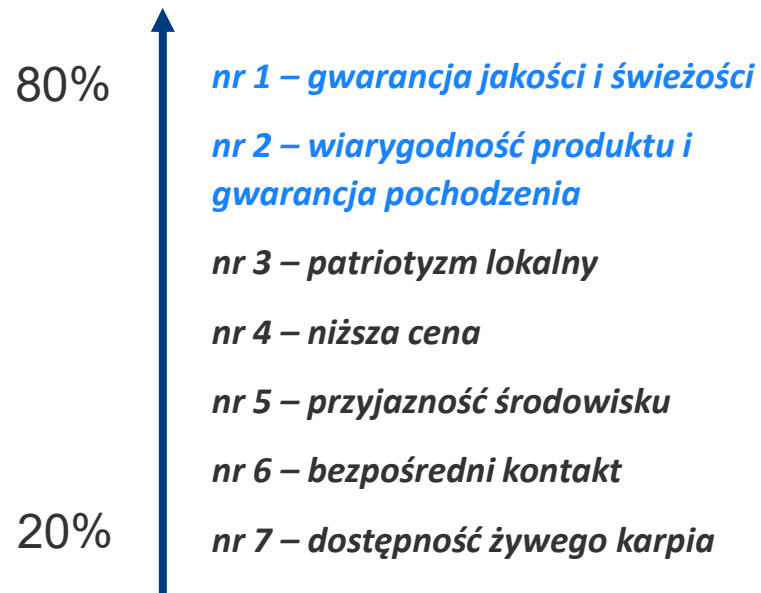 80%
nr 1 – gwarancja jakości i świeżości
nr 2 – wiarygodność produktu i
gwarancja pochodzenia
nr 3 – patriotyzm lokalny
nr 4 – niższa cena
nr 5 – przyjazność środowisku
nr 6 – bezpośredni kontakt
20%
nr 7 – dostępność żywego karpia